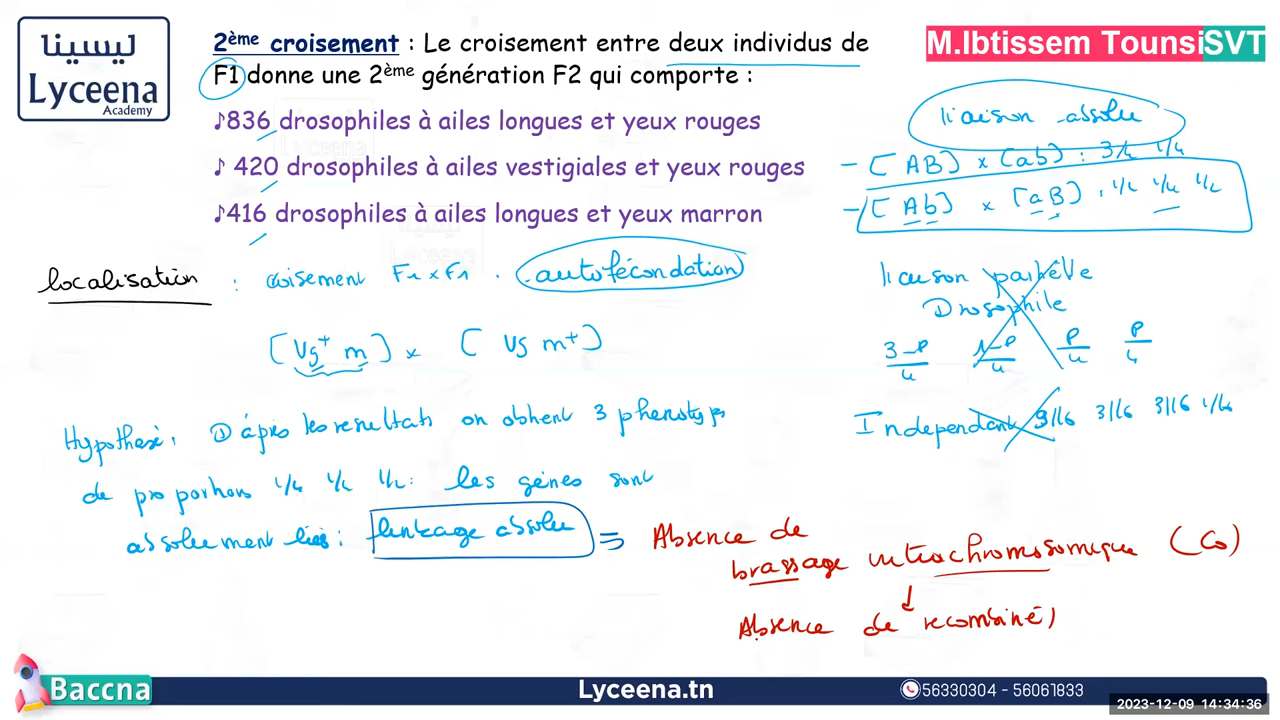 ليسينا
Lyceena
Academy
2ème croisement : Le croisement entre deux individus de
F1 donne une 2ème génération F2 qui comporte :
♪836 drosophiles à ailes longues et yeux rouges
♪ 420 drosophiles à ailes vestigiales et yeux rouges
♪416 drosophiles à ailes longues et yeux marron
M.Ibtissem Tounsi SVT
liaison absolue
- [AB] x [ab] : 3/4 1/4
- [Ab] x [aB] : 1/4 1/4 1/2
localisation : croisement F1 x F1 . autofécondation
[Vg+ m] x [Vg m+]
liaison partielle
Drosophile
3-P/4 1-P/4 P/4 P/4
Independant 9/16 3/16 3/16 1/16
Hypothese : D'après les resultats on obtient 3 phenotypes
de proportions 1/4 1/4 1/2 : les gènes sont
absoluement liés : linkage absolu =
Absence de
brassage intrachromosomique (Co)
↓
Absence de recombinés
Baccna
Lyceena.tn
56330304 - 56061833
2023-12-09 14:34:36